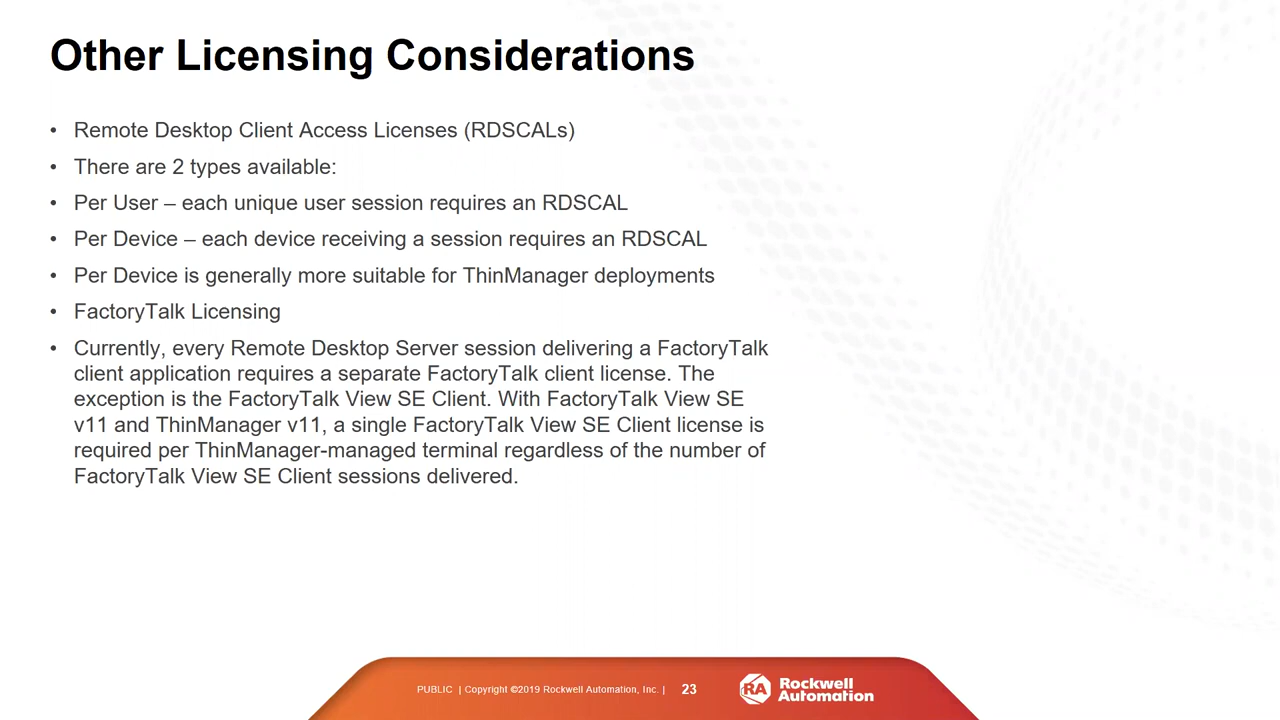 Other Licensing Considerations
• Remote Desktop Client Access Licenses (RDSCALs)
• There are 2 types available:
• Per User – each unique user session requires an RDSCAL
• Per Device – each device receiving a session requires an RDSCAL
• Per Device is generally more suitable for ThinManager deployments
• FactoryTalk Licensing
• Currently, every Remote Desktop Server session delivering a FactoryTalk
client application requires a separate FactoryTalk client license. The
exception is the FactoryTalk View SE Client. With FactoryTalk View SE
v11 and ThinManager v11, a single FactoryTalk View SE Client license is
required per ThinManager-managed terminal regardless of the number of
FactoryTalk View SE Client sessions delivered.
PUBLIC | Copyright ©2019 Rockwell Automation, Inc. | 23
RA Rockwell
Automation